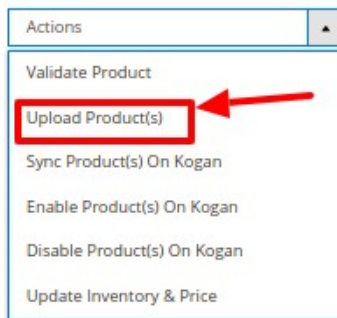 Actions
Validate Product
Upload Product(s)
Sync Product(s) On Kogan
Enable Product(s) On Kogan
Disable Product(s) On Kogan
Update Inventory & Price